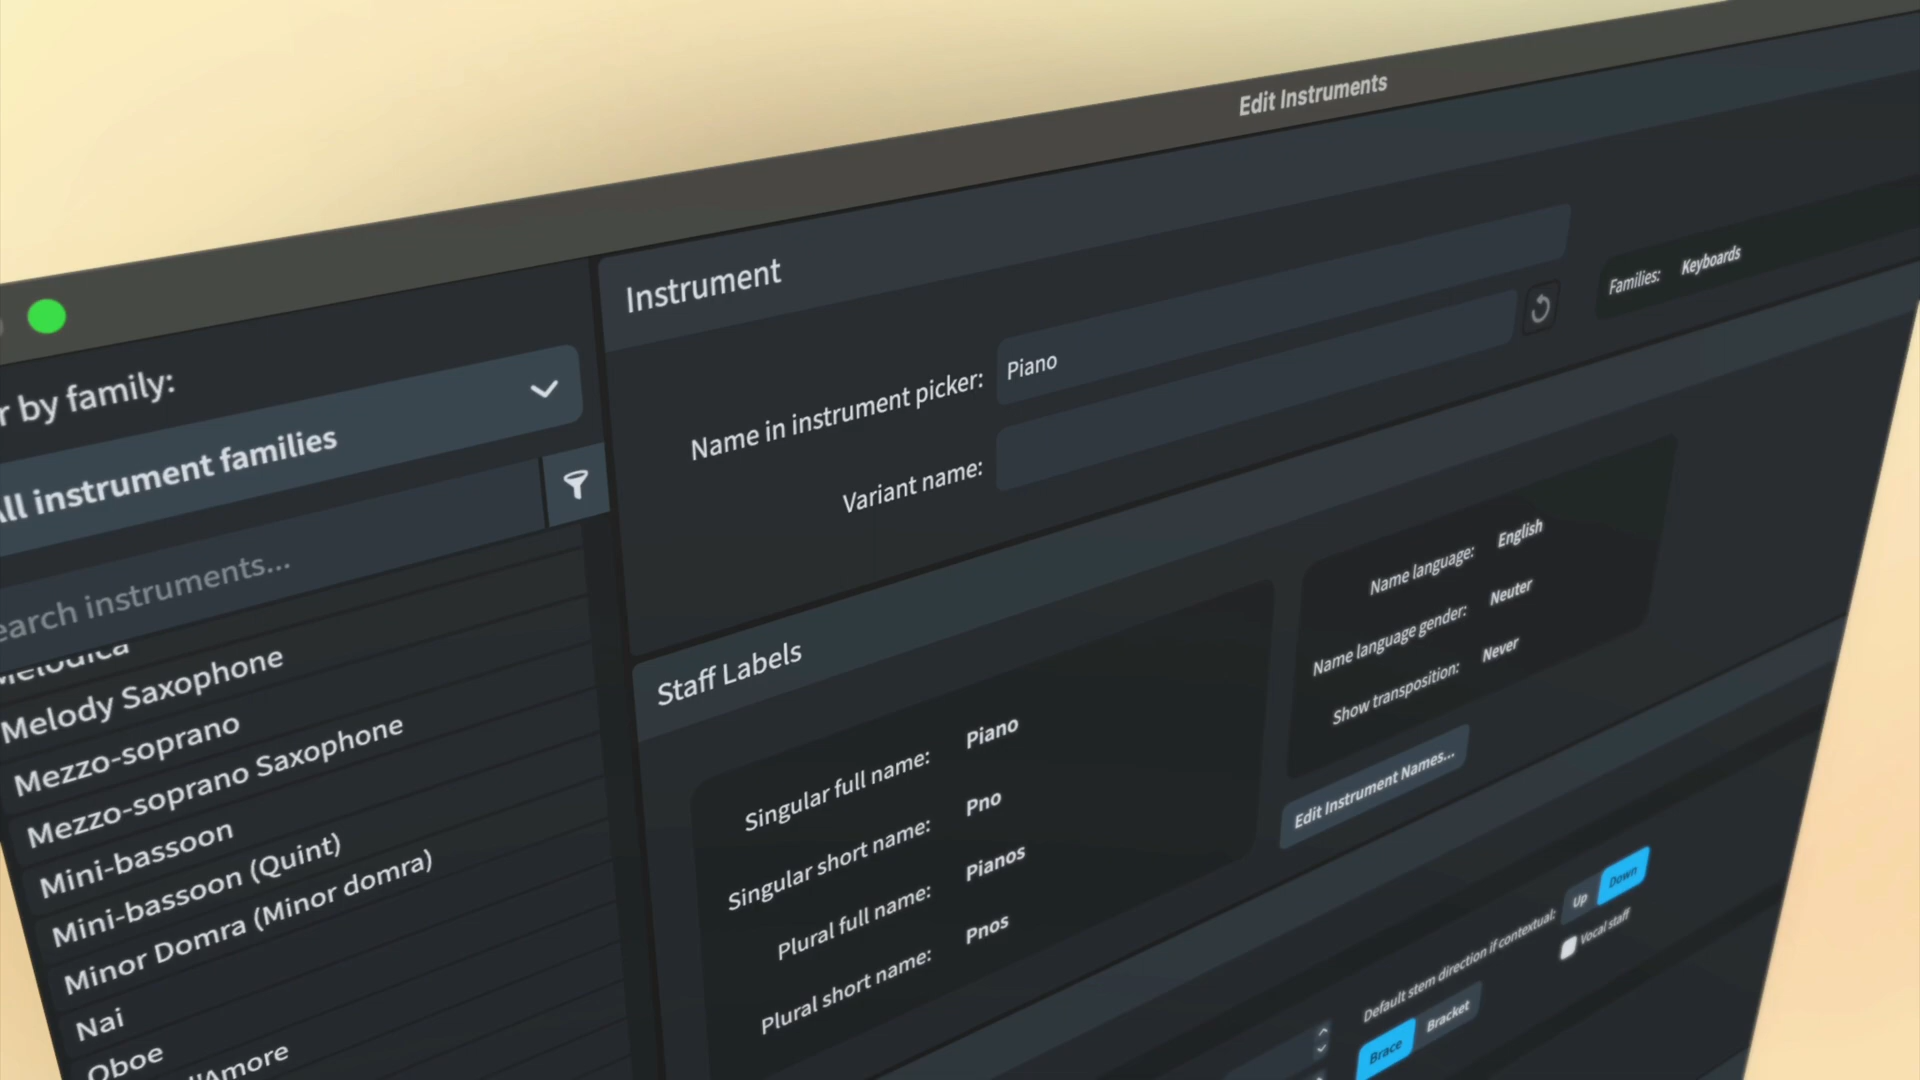 Edit Instruments
by family:
All instrument families
Search instruments...
Melodica
Melody Saxophone
Mezzo-soprano
Mezzo-soprano Saxophone
Mini-bassoon
Mini-bassoon (Quint)
Minor Domra (Minor domra)
Nai
Oboe
d'Amore
Instrument
Name in instrument picker: Piano
Variant name:
Families: Keyboards
Staff Labels
Singular full name: Piano
Singular short name: Pno
Plural full name: Pianos
Plural short name: Pnos
Name language: English
Name language gender: Neuter
Show transposition: Never
Edit Instrument Names...
Default stem direction if contextual: Up Down
Vocal staff
Brace Bracket